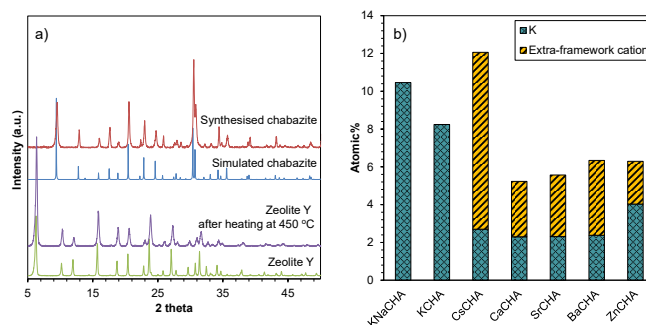 a)
Intensity (a.u.)
Synthesised chabazite
Simulated chabazite
Zeolite Y
after heating at 450 ºC
Zeolite Y
5 15 25 35 45
2 theta
b)
K
Extra-framework cation
Atomic%
14
12
10
8
6
4
2
0
KNaCHA
KCHA
CsCHA
CaCHA
SrCHA
BaCHA
ZnCHA